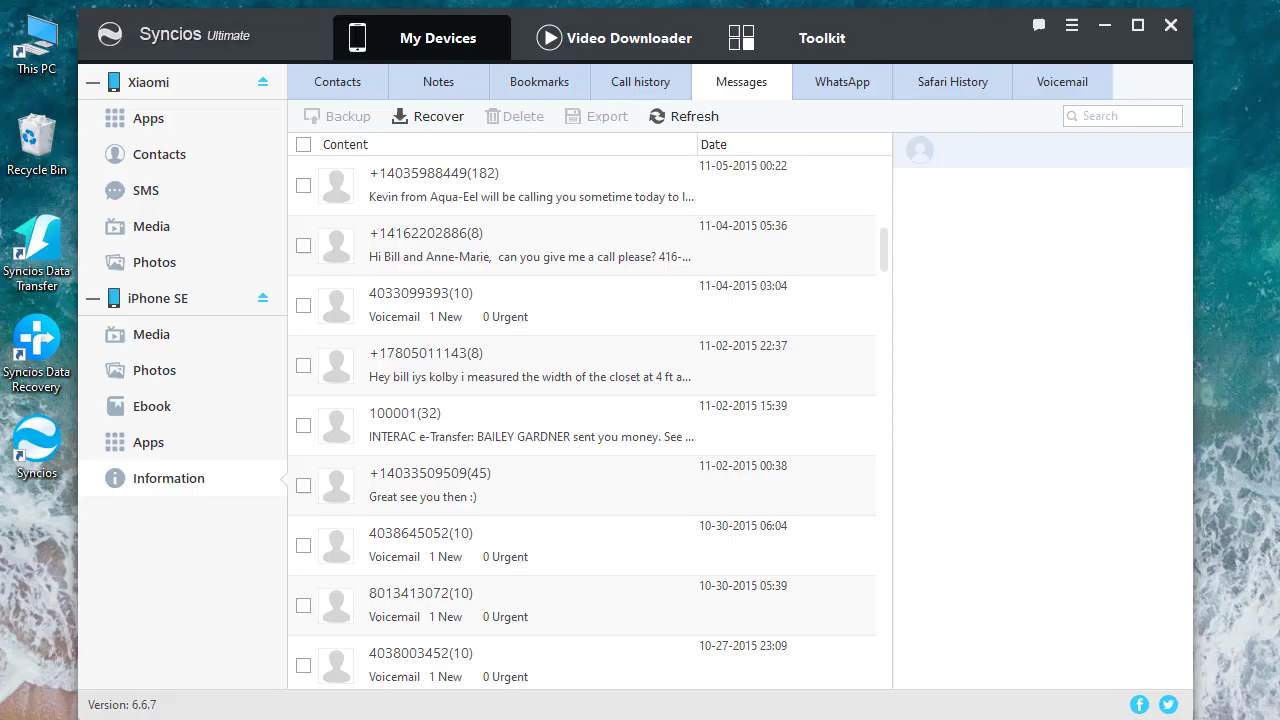 This PC
Recycle Bin
Syncios Data
Transfer
Syncios Data
Recovery
Syncios
Syncios Ultimate
My Devices
Video Downloader
Toolkit
Xiaomi
Apps
Contacts
SMS
Media
Photos
iPhone SE
Media
Photos
Ebook
Apps
Information
Contacts
Notes
Bookmarks
Call history
Messages
WhatsApp
Safari History
Voicemail
Backup
Recover
Delete
Export
Refresh
Search
Content
Date
+14035988449(182)
11-05-2015 00:22
Kevin from Aqua-Eel will be calling you sometime today to l...
+14162202886(8)
11-04-2015 05:36
Hi Bill and Anne-Marie,  can you give me a call please? 416-...
4033099393(10)
11-04-2015 03:04
Voicemail   1 New      0 Urgent
+17805011143(8)
11-02-2015 22:37
Hey bill iys kolby i measured the width of the closet at 4 ft a...
100001(32)
11-02-2015 15:39
INTERAC e-Transfer: BAILEY GARDNER sent you money. See ...
+14033509509(45)
11-02-2015 00:38
Great see you then :)
4038645052(10)
10-30-2015 06:04
Voicemail   1 New      0 Urgent
8013413072(10)
10-30-2015 05:39
Voicemail   1 New      0 Urgent
4038003452(10)
10-27-2015 23:09
Voicemail   1 New      0 Urgent
Version: 6.6.7